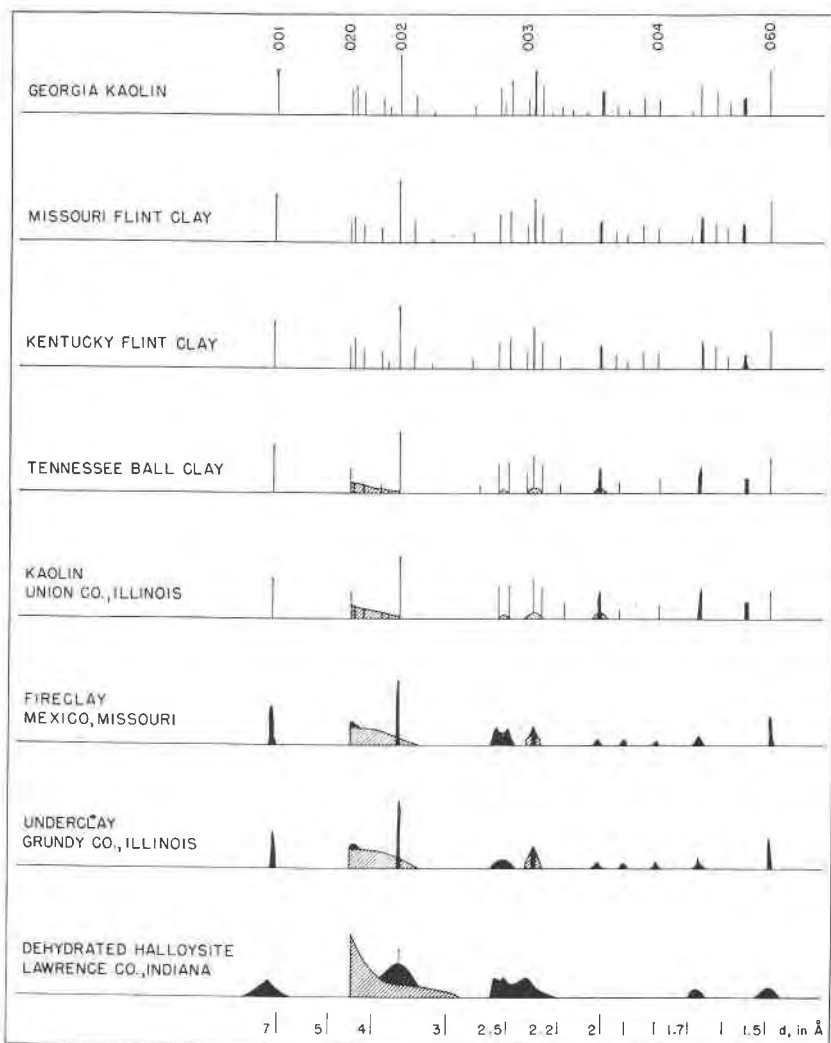 001 020 002 003 004 060
GEORGIA KAOLIN
MISSOURI FLINT CLAY
KENTUCKY FLINT CLAY
TENNESSEE BALL CLAY
KAOLIN
UNION CO., ILLINOIS
FIRECLAY
MEXICO, MISSOURI
UNDERCLAY
GRUNDY CO., ILLINOIS
DEHYDRATED HALLOYSITE
LAWRENCE CO., INDIANA
7 5 4 3 2.5 2.2 2 1.7 1.5 d, in Å